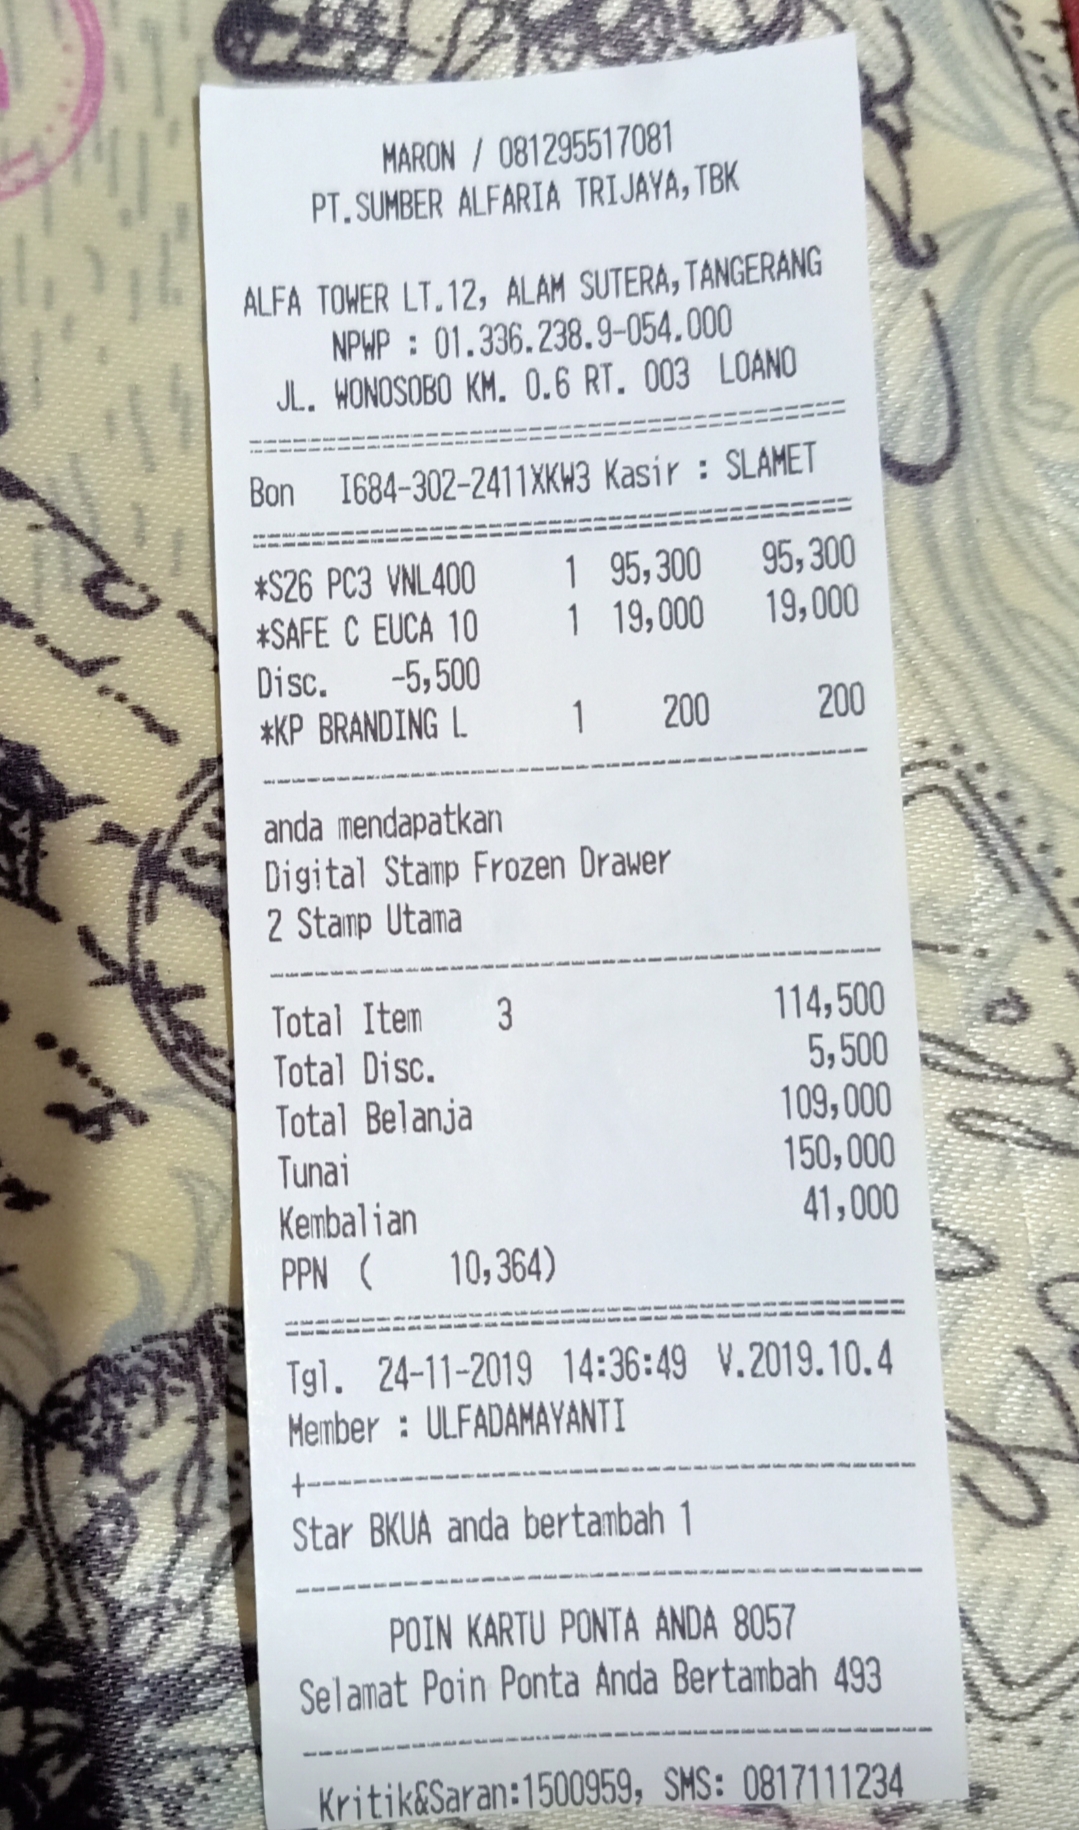 MARON / 081295517081
PT.SUMBER ALFARIA TRIJAYA,TBK
ALFA TOWER LT.12, ALAM SUTERA,TANGERANG
NPWP : 01.336.238.9-054.000
JL. WONOSOBO KM. 0.6 RT. 003 LOANO
Bon I684-302-2411XKW3 Kasir : SLAMET
*S26 PC3 VNL400 1 95,300 95,300
*SAFE C EUCA 10 1 19,000 19,000
Disc. -5,500
*KP BRANDING L 1 200 200
anda mendapatkan
Digital Stamp Frozen Drawer
2 Stamp Utama
Total Item 3 114,500
Total Disc. 5,500
Total Belanja 109,000
Tunai 150,000
Kembalian 41,000
PPN ( 10,364)
Tgl. 24-11-2019 14:36:49 V.2019.10.4
Member : ULFADAMAYANTI
Star BKUA anda bertambah 1
POIN KARTU PONTA ANDA 8057
Selamat Poin Ponta Anda Bertambah 493
Kritik&Saran:1500959, SMS: 0817111234